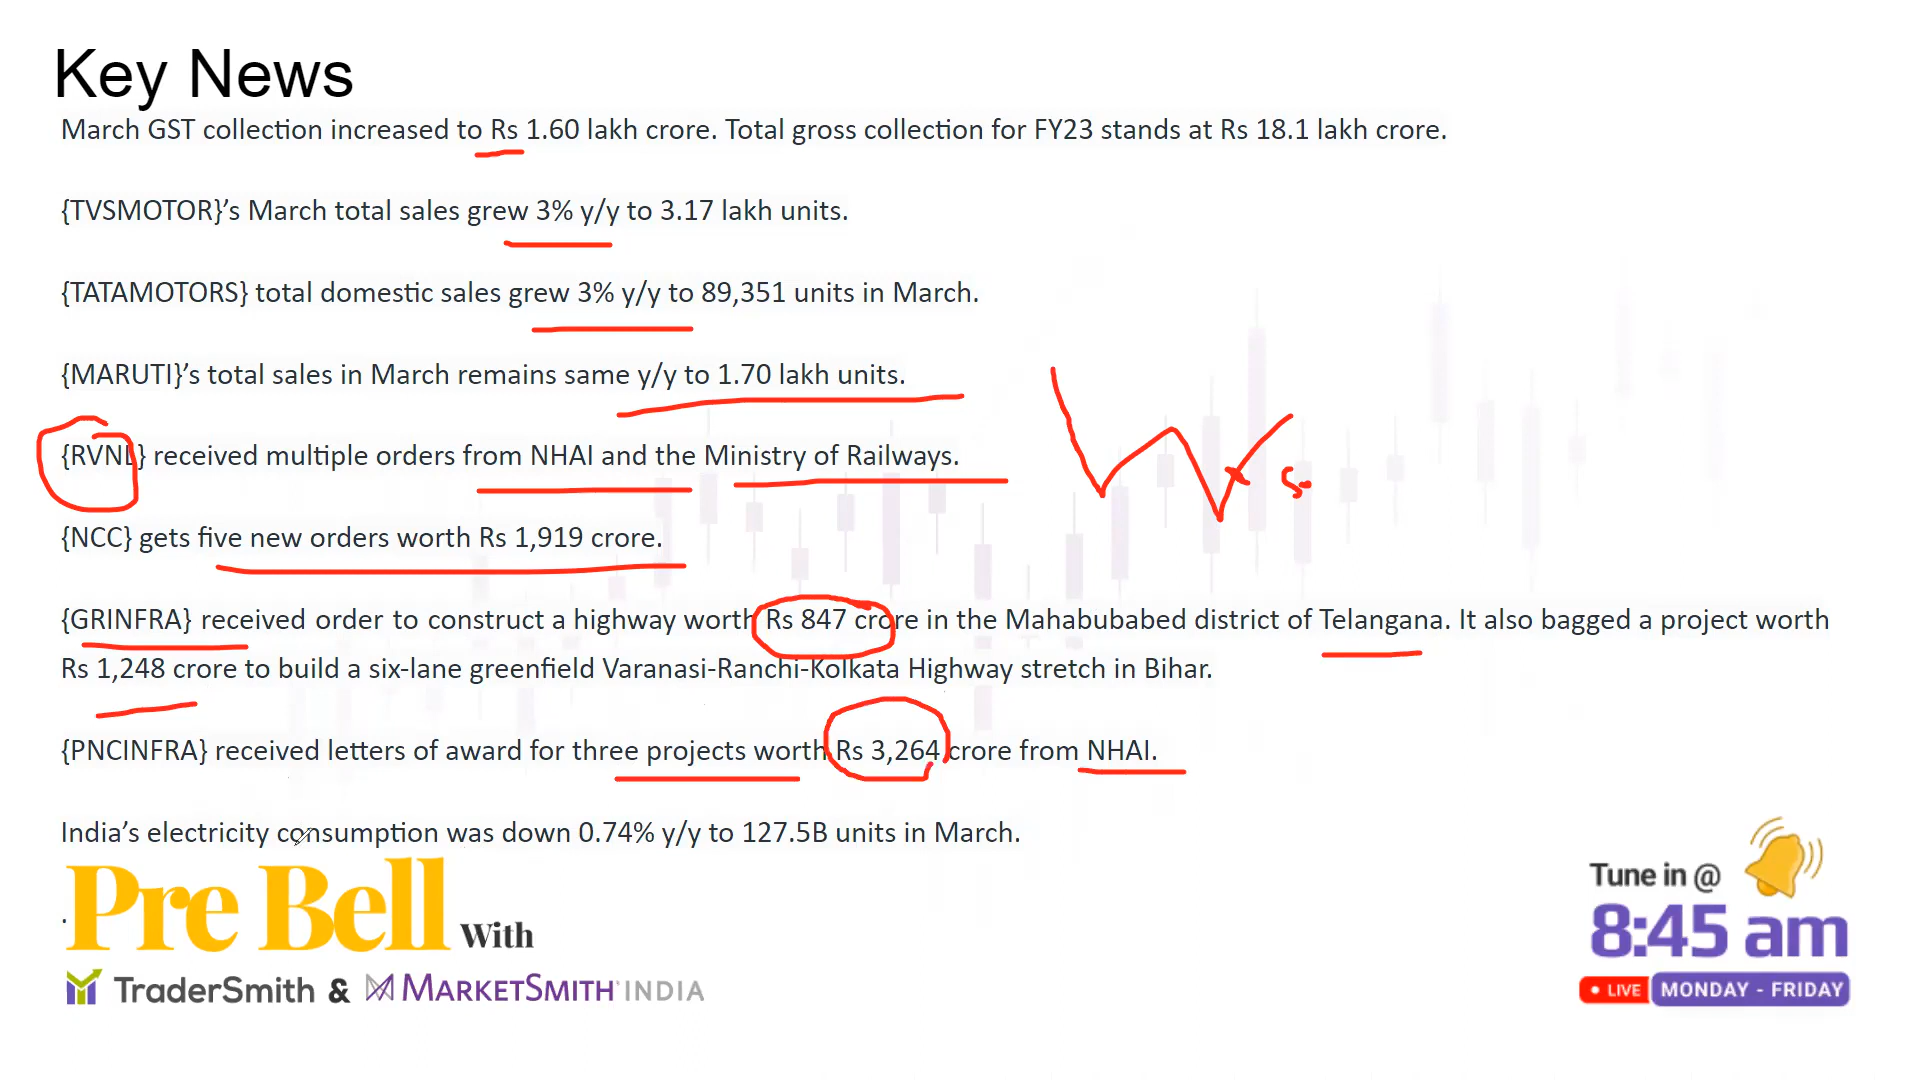 Key News
March GST collection increased to Rs 1.60 lakh crore. Total gross collection for FY23 stands at Rs 18.1 lakh crore.
{TVSMOTOR}’s March total sales grew 3% y/y to 3.17 lakh units.
{TATAMOTORS} total domestic sales grew 3% y/y to 89,351 units in March.
{MARUTI}’s total sales in March remains same y/y to 1.70 lakh units.
{RVNL} received multiple orders from NHAI and the Ministry of Railways.
{NCC} gets five new orders worth Rs 1,919 crore.
{GRINFRA} received order to construct a highway worth Rs 847 crore in the Mahabubabed district of Telangana. It also bagged a project worth
Rs 1,248 crore to build a six-lane greenfield Varanasi-Ranchi-Kolkata Highway stretch in Bihar.
{PNCINFRA} received letters of award for three projects worth Rs 3,264 crore from NHAI.
India’s electricity consumption was down 0.74% y/y to 127.5B units in March.
.
Pre Bell With
TraderSmith & MARKETSMITH INDIA
Tune in @
8:45 am
LIVE MONDAY - FRIDAY